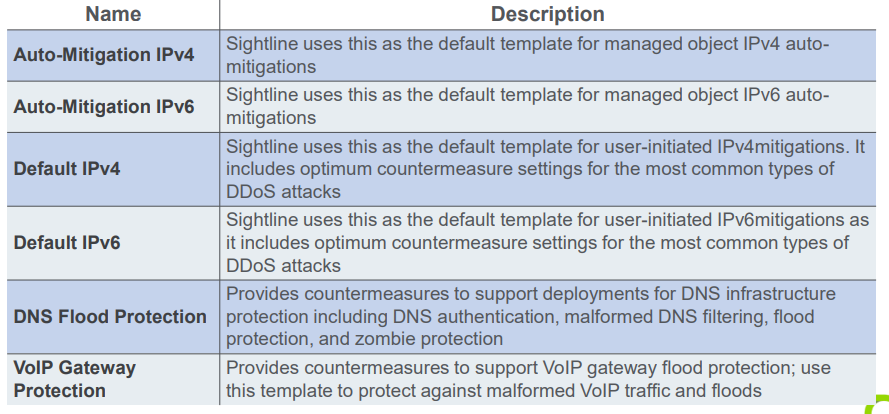 Name Description
Auto-Mitigation IPv4
Sightline uses this as the default template for managed object IPv4 auto-
mitigations
Auto-Mitigation IPv6
Sightline uses this as the default template for managed object IPv6 auto-
mitigations
Default IPv4
Sightline uses this as the default template for user-initiated IPv4mitigations. It
includes optimum countermeasure settings for the most common types of
DDoS attacks
Default IPv6
Sightline uses this as the default template for user-initiated IPv6mitigations as
it includes optimum countermeasure settings for the most common types of
DDoS attacks
DNS Flood Protection
Provides countermeasures to support deployments for DNS infrastructure
protection including DNS authentication, malformed DNS filtering, flood
protection, and zombie protection
VoIP Gateway
Protection
Provides countermeasures to support VoIP gateway flood protection; use
this template to protect against malformed VoIP traffic and floods